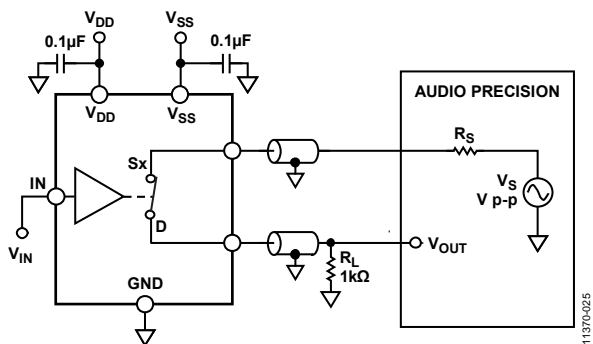 VDD
VSS
0.1µF
0.1µF
VDD
VSS
AUDIO PRECISION
RS
VS
V p-p
IN
Sx
D
VIN
VOUT
RL
1kΩ
GND
11370-025